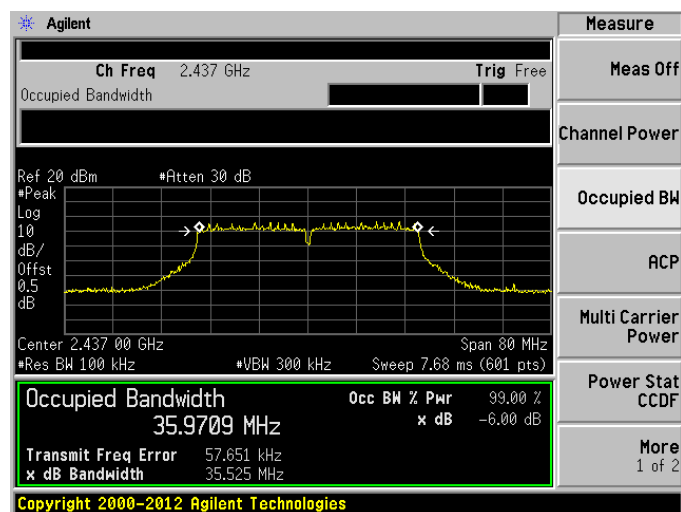 Agilent
Measure
Ch Freq 2.437 GHz Trig Free
Occupied Bandwidth
Meas Off
Channel Power
Occupied BW
ACP
Multi Carrier
Power
Power Stat
CCDF
More
1 of 2
Ref 20 dBm #Atten 30 dB
#Peak
Log
10
dB/
Offst
0.5
dB
Center 2.437 00 GHz Span 80 MHz
#Res BW 100 kHz #VBW 300 kHz Sweep 7.68 ms (601 pts)
Occupied Bandwidth Occ BW % Pwr 99.00 %
35.9709 MHz x dB -6.00 dB
Transmit Freq Error 57.651 kHz
x dB Bandwidth 35.525 MHz
Copyright 2000-2012 Agilent Technologies